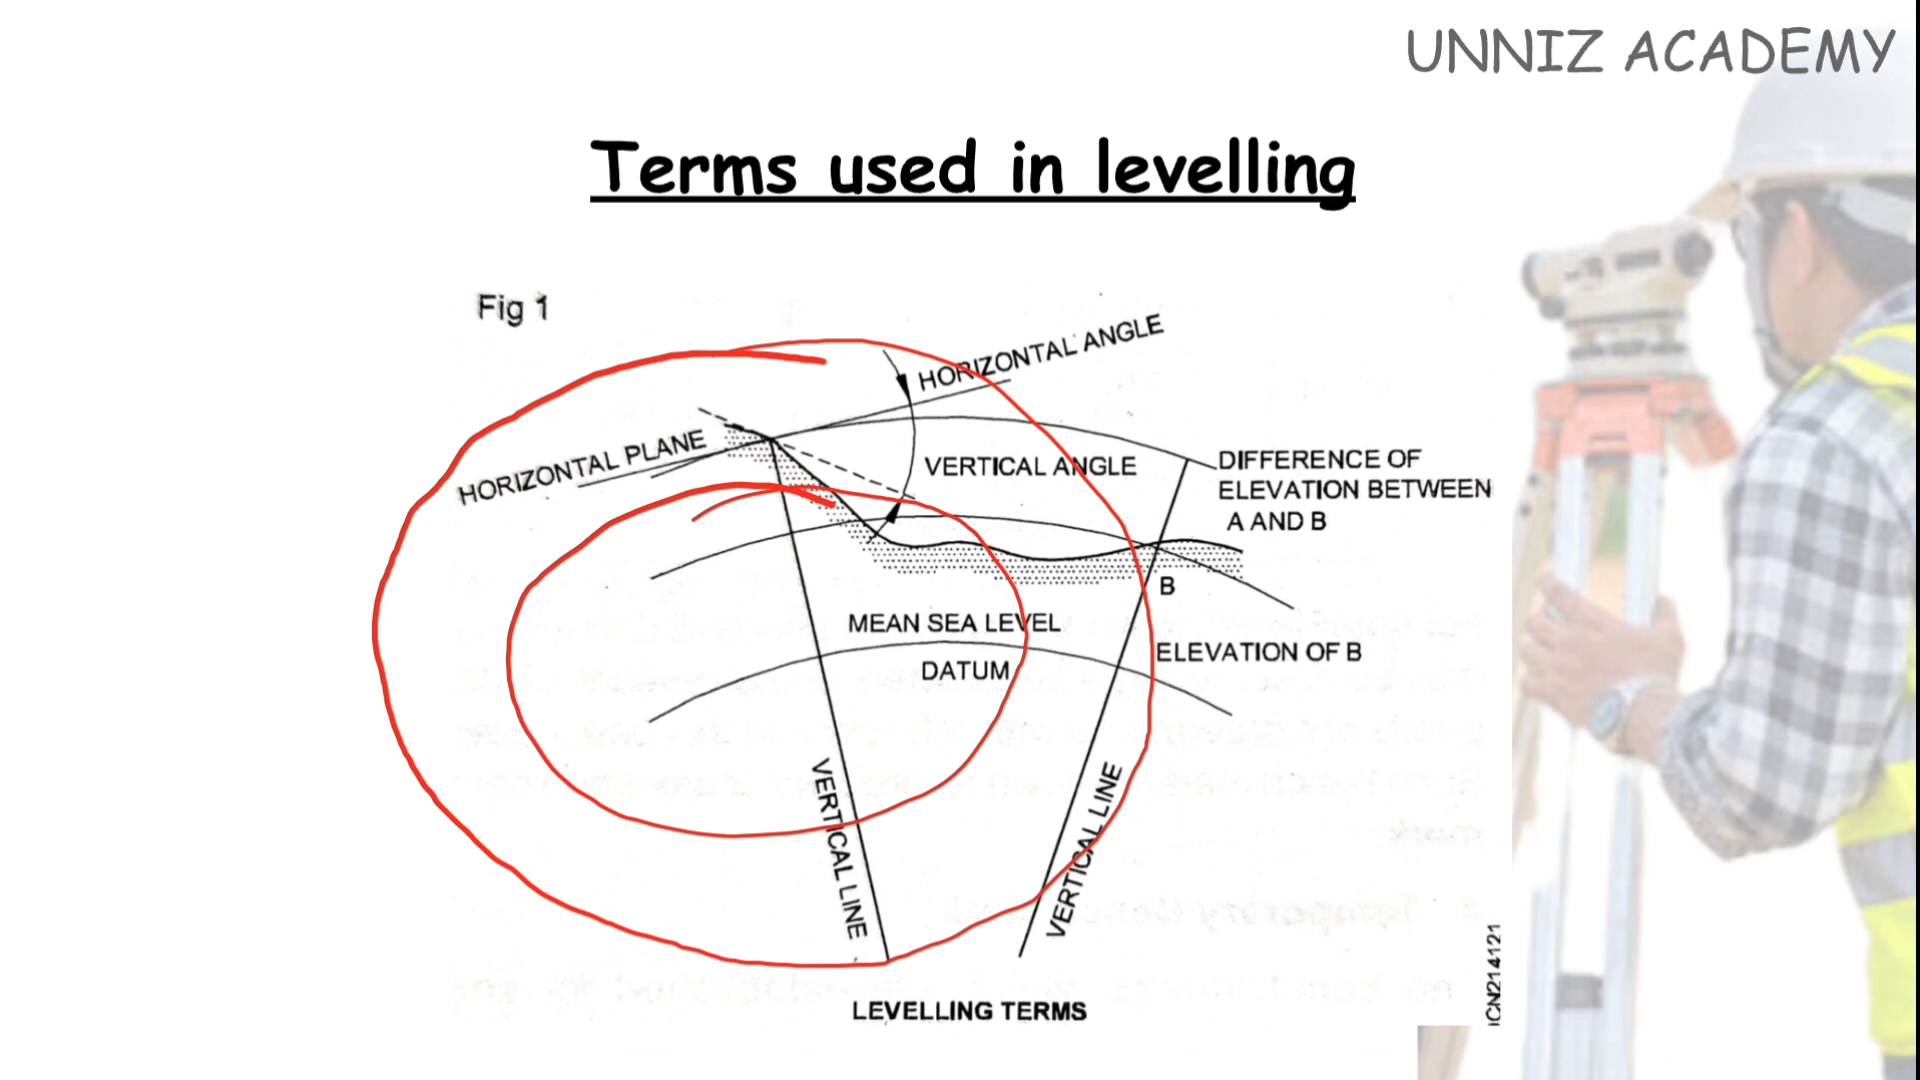 UNNIZ ACADEMY
Terms used in levelling
Fig 1
HORIZONTAL ANGLE
HORIZONTAL PLANE
VERTICAL ANGLE
DIFFERENCE OF
ELEVATION BETWEEN
A AND B
B
MEAN SEA LEVEL
ELEVATION OF B
DATUM
VERTICAL LINE
VERTICAL LINE
ICN214121
LEVELLING TERMS